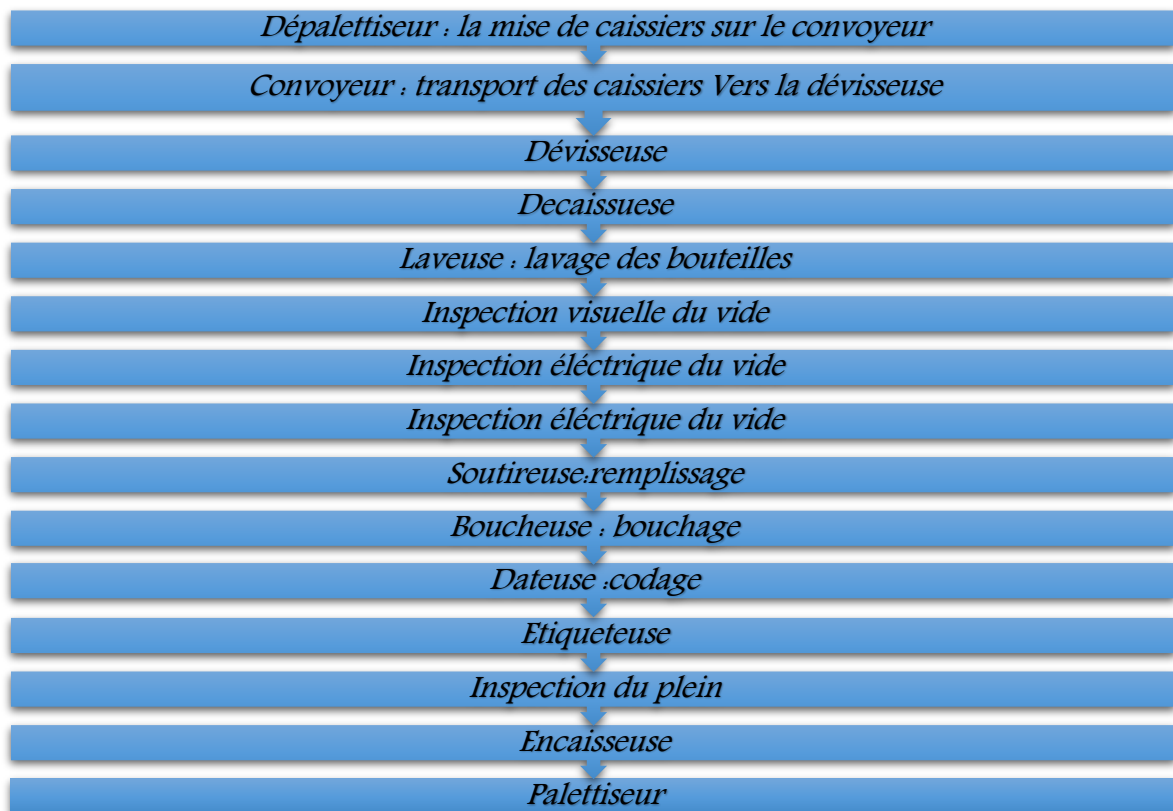 Dépalettiseur : la mise de caissiers sur le convoyeur
Convoyeur : transport des caissiers Vers la dévisseuse
Dévisseuse
Decaissuese
Laveuse : lavage des bouteilles
Inspection visuelle du vide
Inspection éléctrique du vide
Inspection éléctrique du vide
Soutireuse:remplissage
Boucheuse : bouchage
Dateuse :codage
Etiqueteuse
Inspection du plein
Encaisseuse
Palettiseur